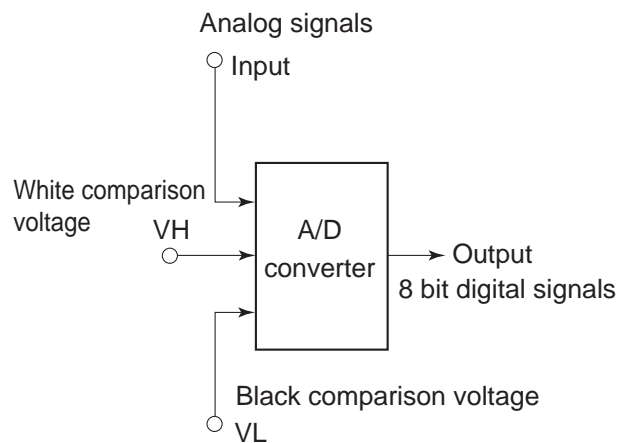 Analog signals
Input
White comparison
voltage
VH
A/D
converter
Output
8 bit digital signals
Black comparison voltage
VL